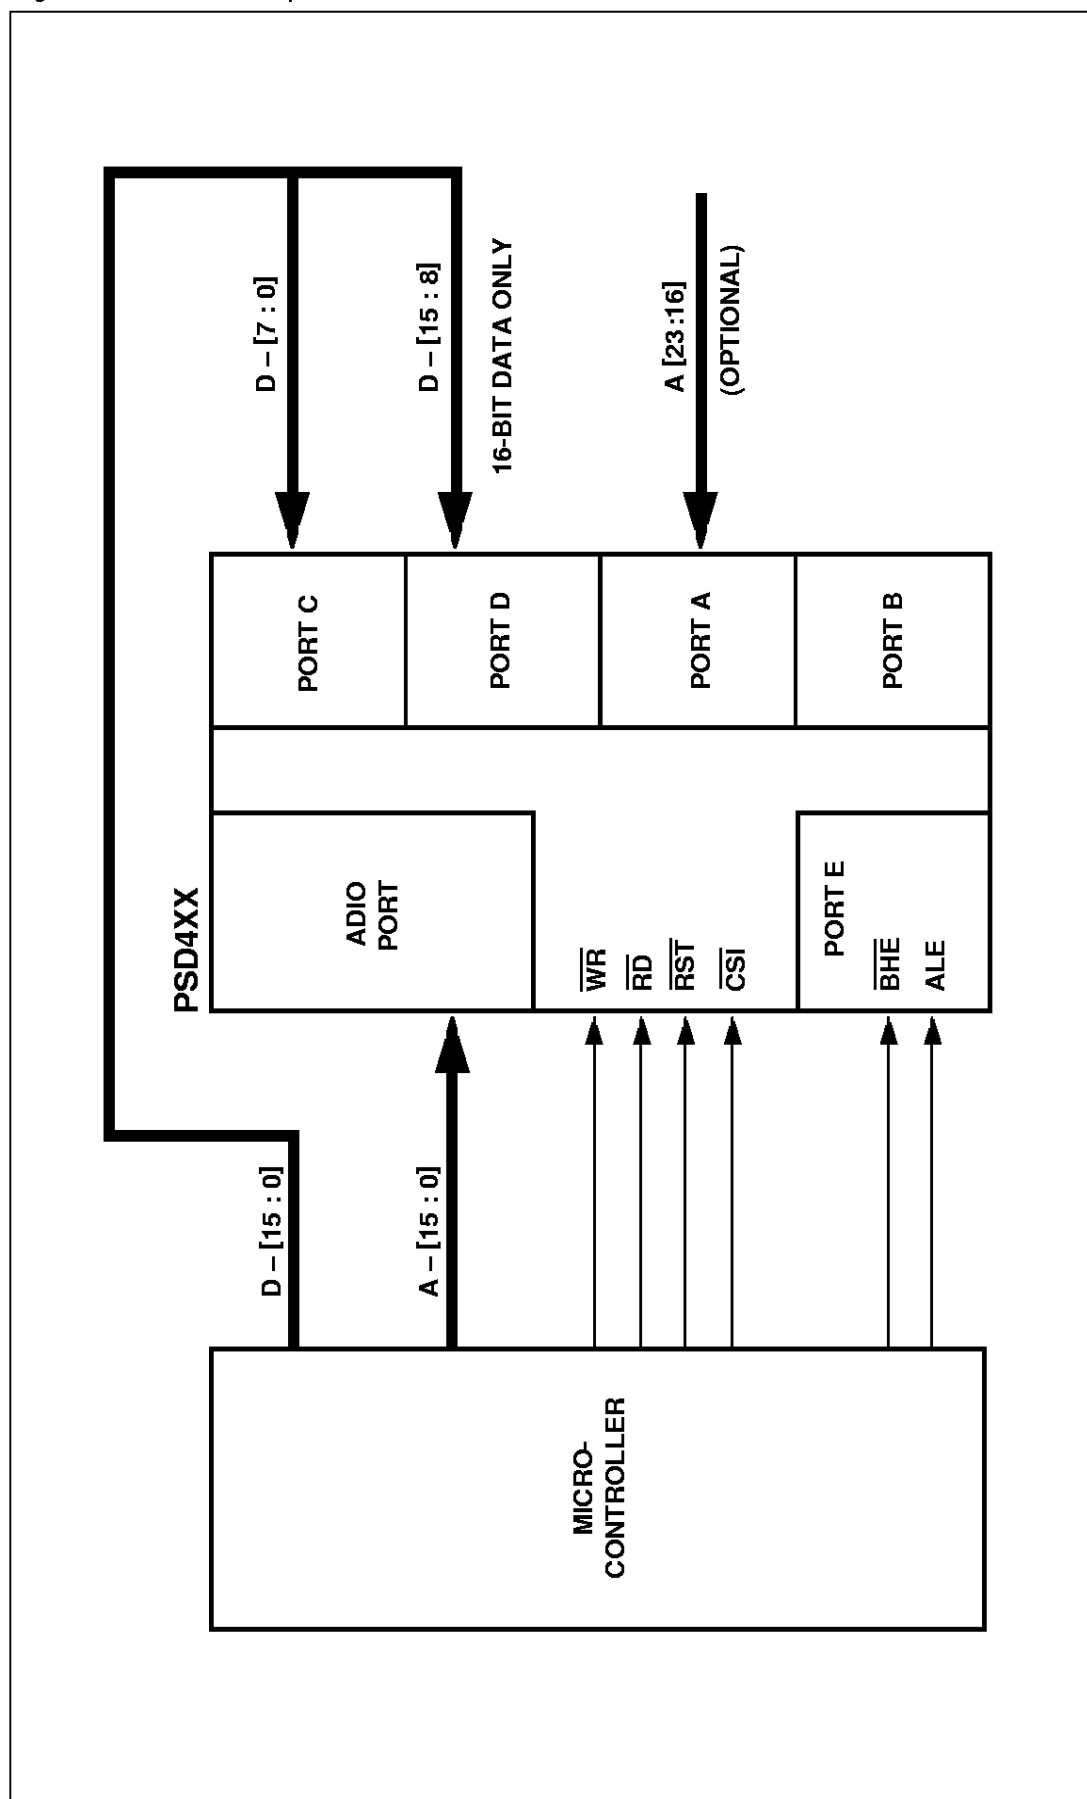 PSD4XX
MICRO-
CONTROLLER
D – [15 : 0]
A – [15 : 0]
ADIO
PORT
WR
RD
RST
CSI
PORT E
BHE
ALE
PORT C
PORT D
PORT A
PORT B
D – [7 : 0]
D – [15 : 8]
16-BIT DATA ONLY
A [23:16]
(OPTIONAL)